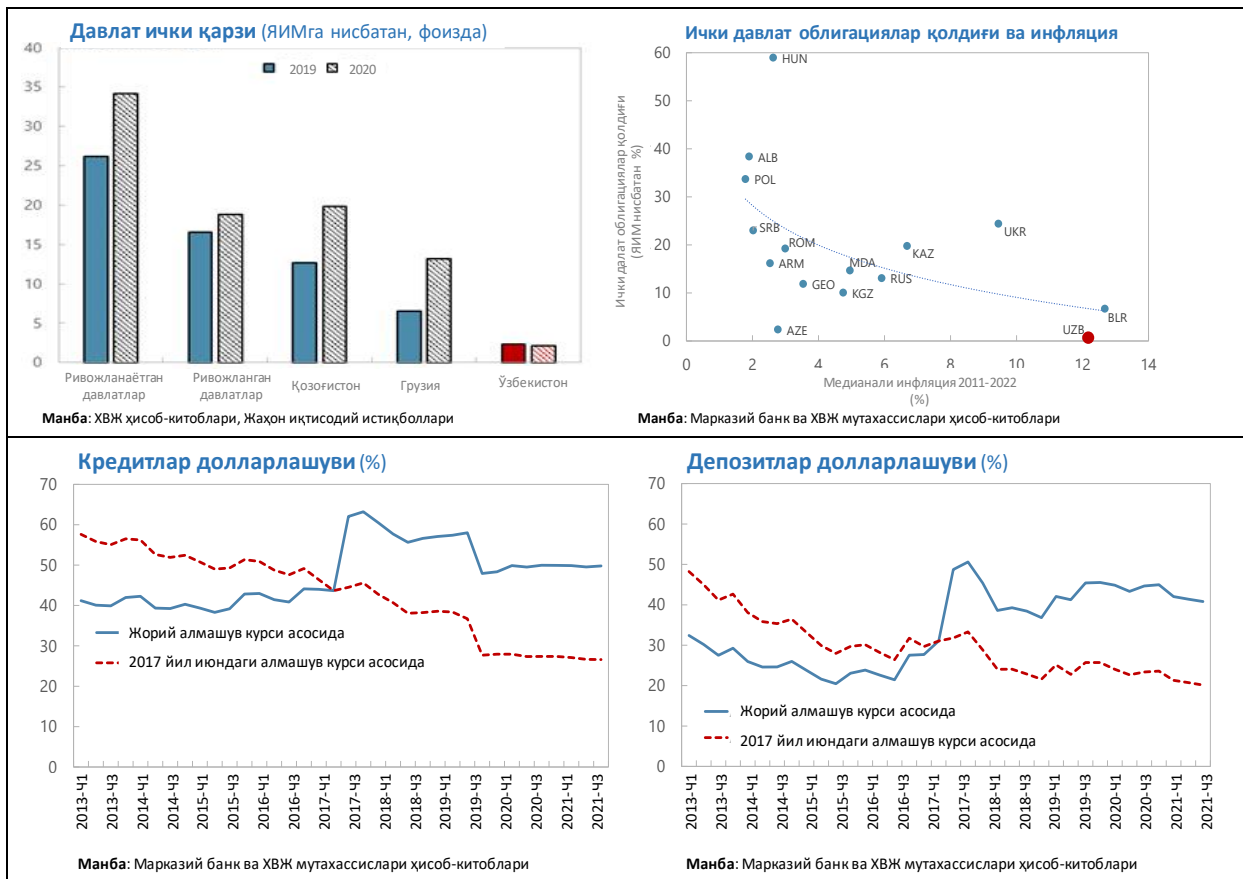 Давлат ички қарзи (ЯИМга нисбатан, фоизда)
40
35
30
25
20
15
10
5
0
2019 2020
Ривожланаётган давлатлар
Ривожланган давлатлар
Қозоғистон
Грузия
Ўзбекистон
Манба: ХВЖ ҳисоб-китоблари, Жаҳон иқтисодий истиқболлари
Ички давлат облигациялар қолдиғи ва инфляция
Ички далат облигациялар қолдиғи
(ЯИМ нисбатан %)
60
50
40
30
20
10
0
HUN
ALB
POL
SRB
ROM
ARM
GEO
AZE
MDA
KGZ
RUS
KAZ
UKR
UZB
BLR
0 2 4 6 8 10 12 14
Медианали инфляция 2011-2022
(%)
Манба: Марказий банк ва ХВЖ мутахассислари ҳисоб-китоблари
Кредитлар долларлашуви (%)
70
60
50
40
30
20
10
0
Жорий алмашув курси асосида
2017 йил июндаги алмашув курси асосида
2013-Ч1
2013-Ч3
2014-Ч1
2014-Ч3
2015-Ч1
2015-Ч3
2016-Ч1
2016-Ч3
2017-Ч1
2017-Ч3
2018-Ч1
2018-Ч3
2019-Ч1
2019-Ч3
2020-Ч1
2020-Ч3
2021-Ч1
2021-Ч3
Манба: Марказий банк ва ХВЖ мутахассислари ҳисоб-китоблари
Депозитлар долларлашуви (%)
70
60
50
40
30
20
10
0
Жорий алмашув курси асосида
2017 йил июндаги алмашув курси асосида
2013-Ч1
2013-Ч3
2014-Ч1
2014-Ч3
2015-Ч1
2015-Ч3
2016-Ч1
2016-Ч3
2017-Ч1
2017-Ч3
2018-Ч1
2018-Ч3
2019-Ч1
2019-Ч3
2020-Ч1
2020-Ч3
2021-Ч1
2021-Ч3
Манба: Марказий банк ва ХВЖ мутахассислари ҳисоб-китоблари